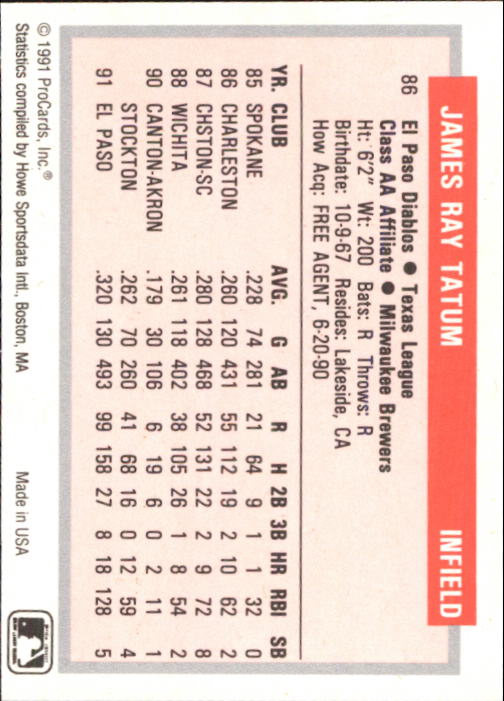 JAMES RAY TATUM INFIELD
86 El Paso Diablos ● Texas League
Class AA Affiliate ● Milwaukee Brewers
Ht: 6'2" Wt: 200 Bats: R Throws: R
Birthdate: 10-9-67 Resides: Lakeside, CA
How Acq: FREE AGENT, 6-20-90
YR. CLUB AVG. G AB R H 2B 3B HR RBI SB
85 SPOKANE .228 74 281 21 64 9 1 1 32 0
86 CHARLESTON .260 120 431 55 112 19 2 10 62 2
87 CHSTON-SC .280 128 468 52 131 22 2 9 72 8
88 WICHITA .261 118 402 38 105 26 1 8 54 2
90 CANTON-AKRON .179 30 106 6 19 6 0 2 11 1
STOCKTON .262 70 260 41 68 16 0 12 59 4
91 EL PASO .320 130 493 99 158 27 8 18 128 5
© 1991 ProCards, Inc.® Made in USA
Statistics compiled by Howe Sportsdata Intl., Boston, MA